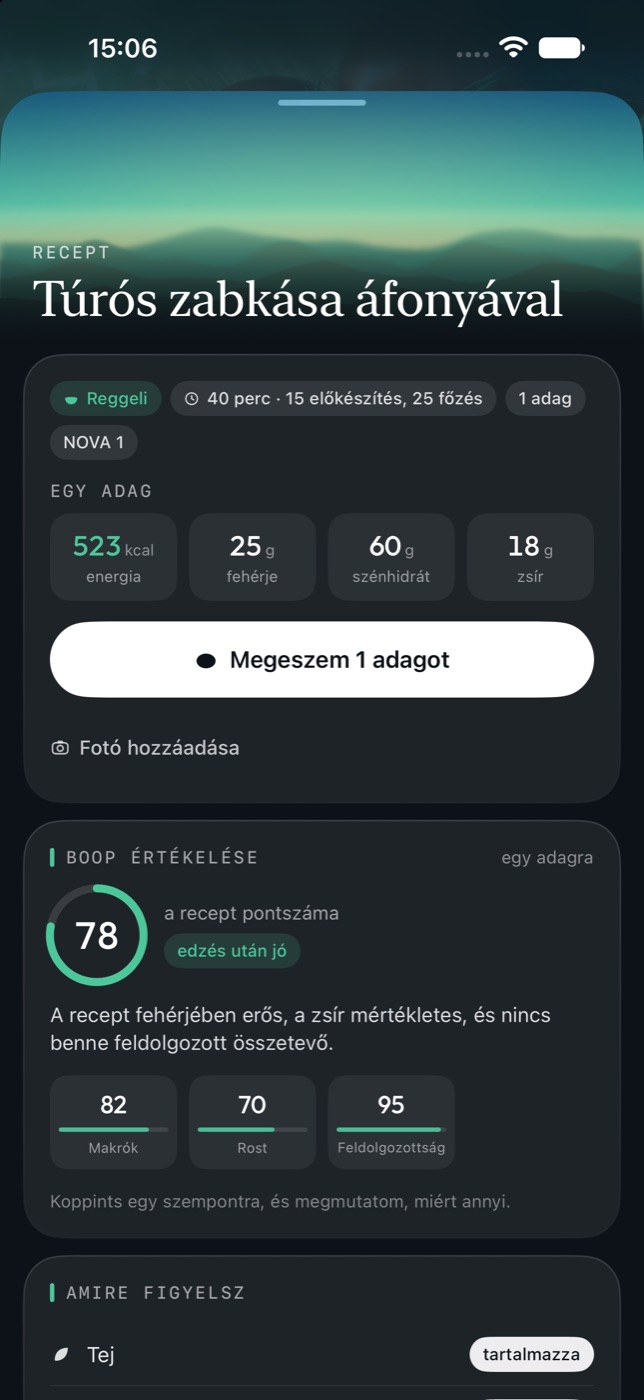 15:06
RECEPT
Túrós zabkása áfonyával
Reggeli
40 perc · 15 előkészítés, 25 főzés
1 adag
NOVA 1
EGY ADAG
523 kcal
energia
25 g
fehérje
60 g
szénhidrát
18 g
zsír
Megeszem 1 adagot
Fotó hozzáadása
BOOP ÉRTÉKELÉSE
egy adagra
78
a recept pontszáma
edzés után jó
A recept fehérjében erős, a zsír mértékletes, és nincs
benne feldolgozott összetevő.
82
Makrók
70
Rost
95
Feldolgozottság
Koppints egy szempontra, és megmutatom, miért annyi.
AMIRE FIGYELSZ
Tej
tartalmazza